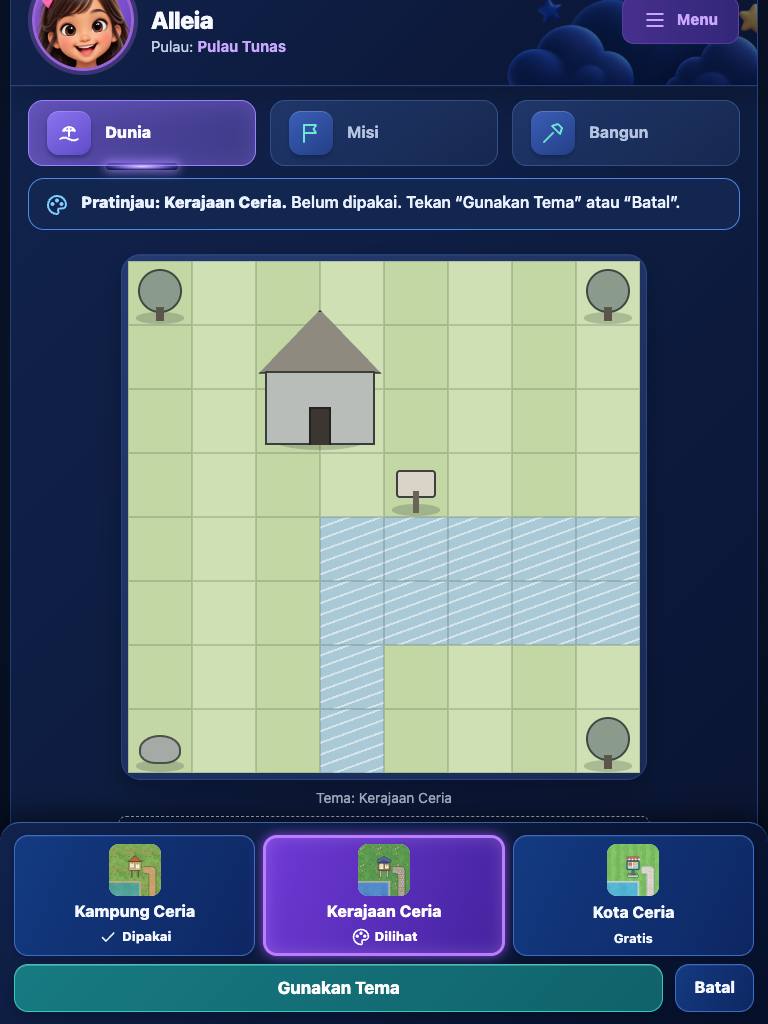 Alleia
Pulau: Pulau Tunas
Menu
Dunia
Misi
Bangun
Pratinjau: Kerajaan Ceria. Belum dipakai. Tekan “Gunakan Tema” atau “Batal”.
Tema: Kerajaan Ceria
Kampung Ceria
Dipakai
Kerajaan Ceria
Dilihat
Kota Ceria
Gratis
Gunakan Tema
Batal